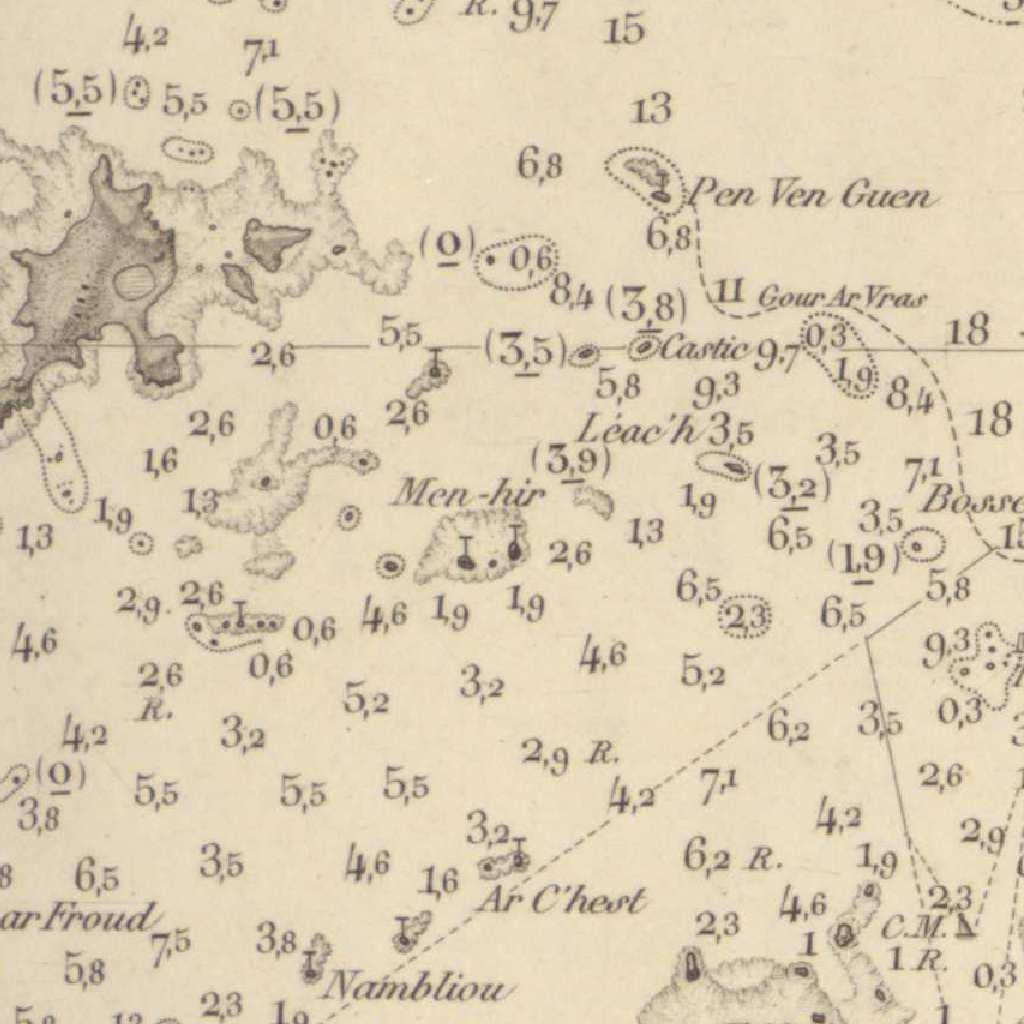 R. 9,7 15
4,2
7,1
(5,5) 5,5 (5,5)
13
6,8
Pen Ven Guen
6,8
(0) 0,6
8,4 (3,8) 11 Gour Ar Vras
5,5 18
2,6 (3,5) Castic 9,7 0,3
5,8 9,3 1,9 8,4
2,6 2,6 0,6 Léac'h 3,5 18
1,6 (3,9) 3,5
1,3 Men-hir 1,9 (3,2) 7,1 Bosse
1,9 3,5
1,3 2,6 1,3 6,5 (1,9) 15
2,9 2,6 4,6 1,9 1,9 6,5 5,8
0,6 2,3 6,5
4,6 0,6 4,6 9,3
2,6 5,2 3,2 5,2
R. 0,3
4,2 3,2 6,2 3,5
2,9 R.
(0) 5,5 5,5 5,5 4,2 7,1 2,6
3,8 3,2 4,2 2,9
6,5 3,5 4,6 1,6 6,2 R. 1,9
Ar C'hest 4,6 2,3
ar Froud 3,8 2,3 C.M.
7,5 1 1 R.
5,8 Nambliou 0,3
2,3 1,9 1